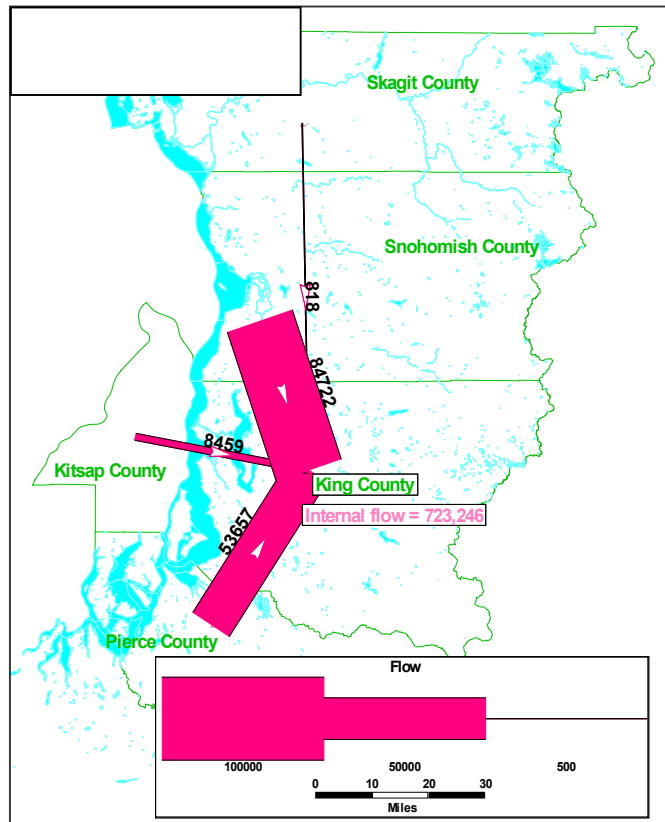 Skagit County
Snohomish County
818
84722
8459
Kitsap County
King County
Internal flow = 723,246
53657
Pierce County
Flow
100000 50000 500
0 10 20 30
Miles